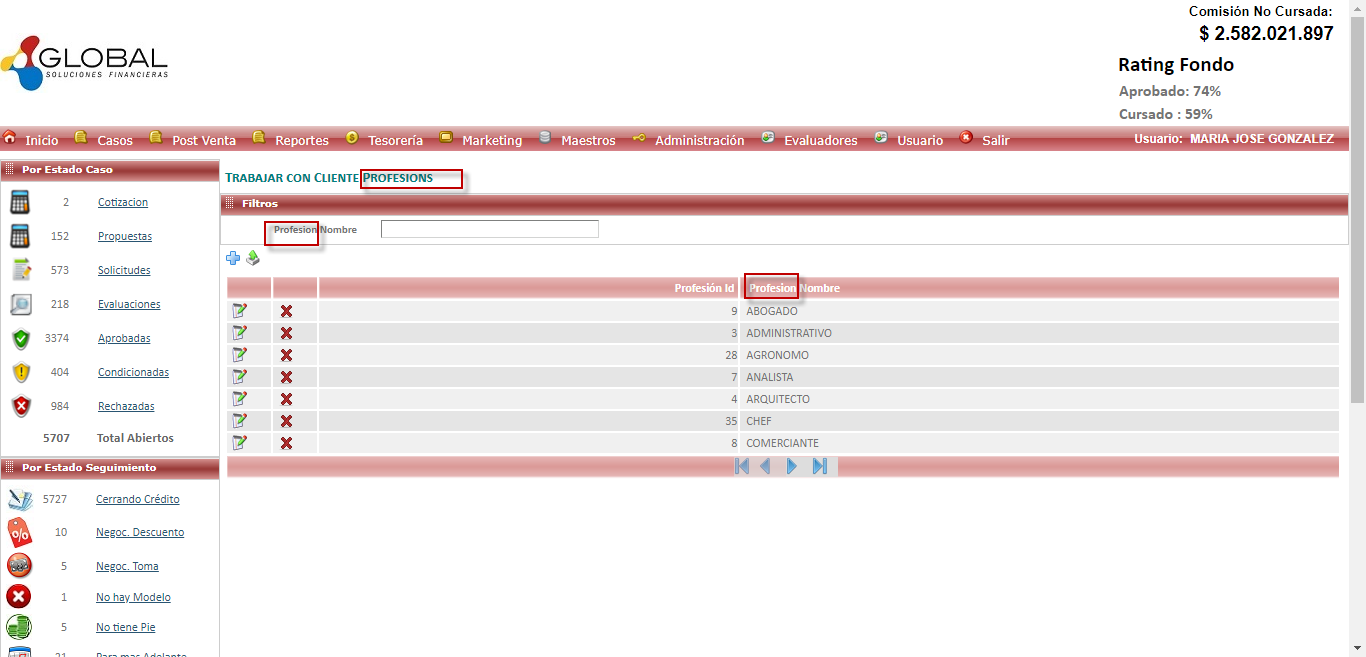 Comisión No Cursada:
$ 2.582.021.897
GLOBAL
SOLUCIONES FINANCIERAS
Rating Fondo
Aprobado: 74%
Cursado : 59%
Inicio Casos Post Venta Reportes Tesorería Marketing Maestros Administración Evaluadores Usuario Salir Usuario: MARIA JOSE GONZALEZ
Por Estado Caso
2 Cotizacion
152 Propuestas
573 Solicitudes
218 Evaluaciones
3374 Aprobadas
404 Condicionadas
984 Rechazadas
5707 Total Abiertos
Por Estado Seguimiento
5727 Cerrando Crédito
10 Negoc. Descuento
5 Negoc. Toma
1 No hay Modelo
5 No tiene Pie
21 Para mas Adelante
TRABAJAR CON CLIENTE PROFESIONS
Filtros
Profesion Nombre
Profesión Id Profesion Nombre
9 ABOGADO
3 ADMINISTRATIVO
28 AGRONOMO
7 ANALISTA
4 ARQUITECTO
35 CHEF
8 COMERCIANTE